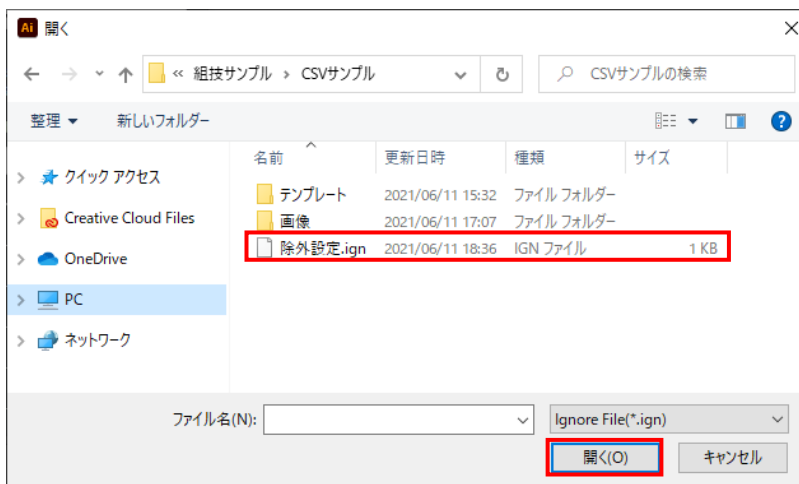 Ai 開く
« 組技サンプル › CSVサンプル CSVサンプルの検索
整理 新しいフォルダー
名前 更新日時 種類 サイズ
クイック アクセス
テンプレート 2021/06/11 15:32 ファイル フォルダー
Creative Cloud Files
画像 2021/06/11 17:07 ファイル フォルダー
除外設定.ign 2021/06/11 18:36 IGN ファイル 1 KB
OneDrive
PC
ネットワーク
ファイル名(N): Ignore File(*.ign)
開く(O) キャンセル